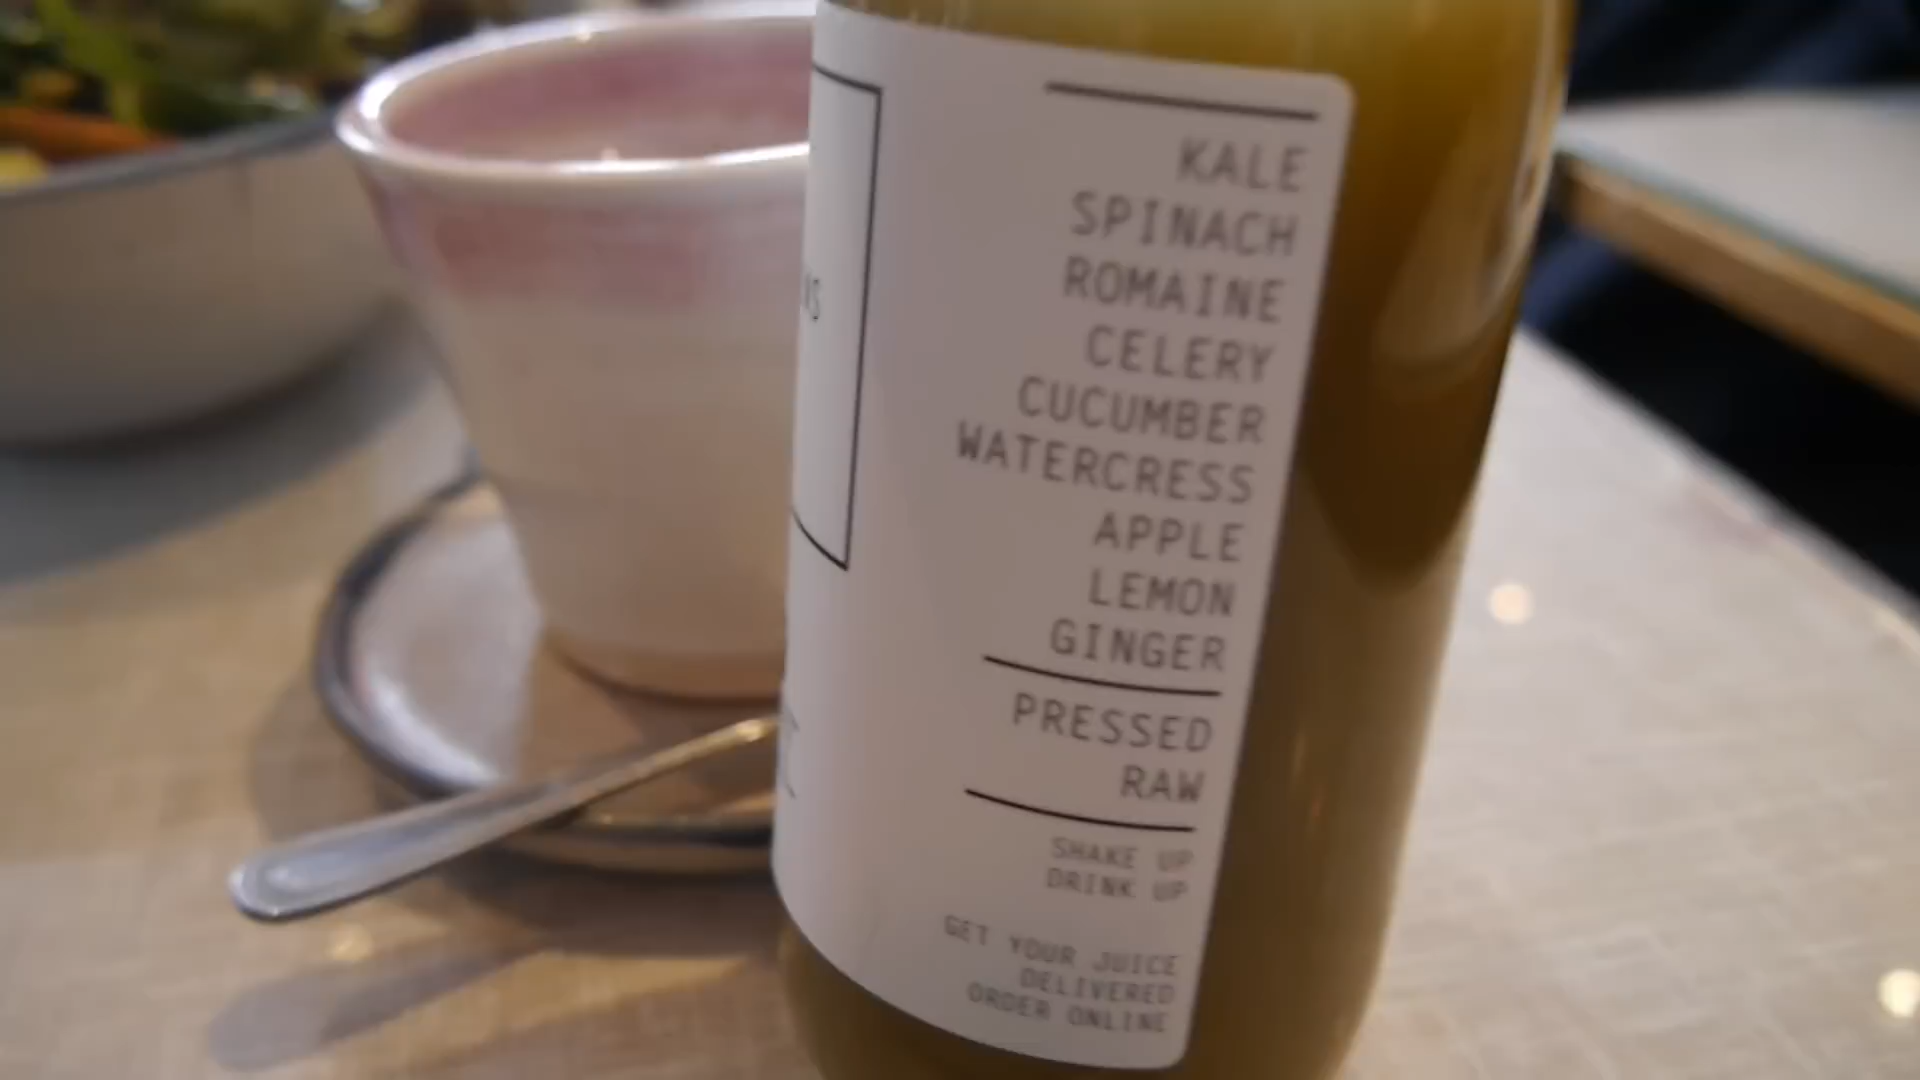 KALE
SPINACH
ROMAINE
CELERY
CUCUMBER
WATERCRESS
APPLE
LEMON
GINGER
PRESSED
RAW
SHAKE UP
DRINK UP
GET YOUR JUICE
DELIVERED
ORDER ONLINE